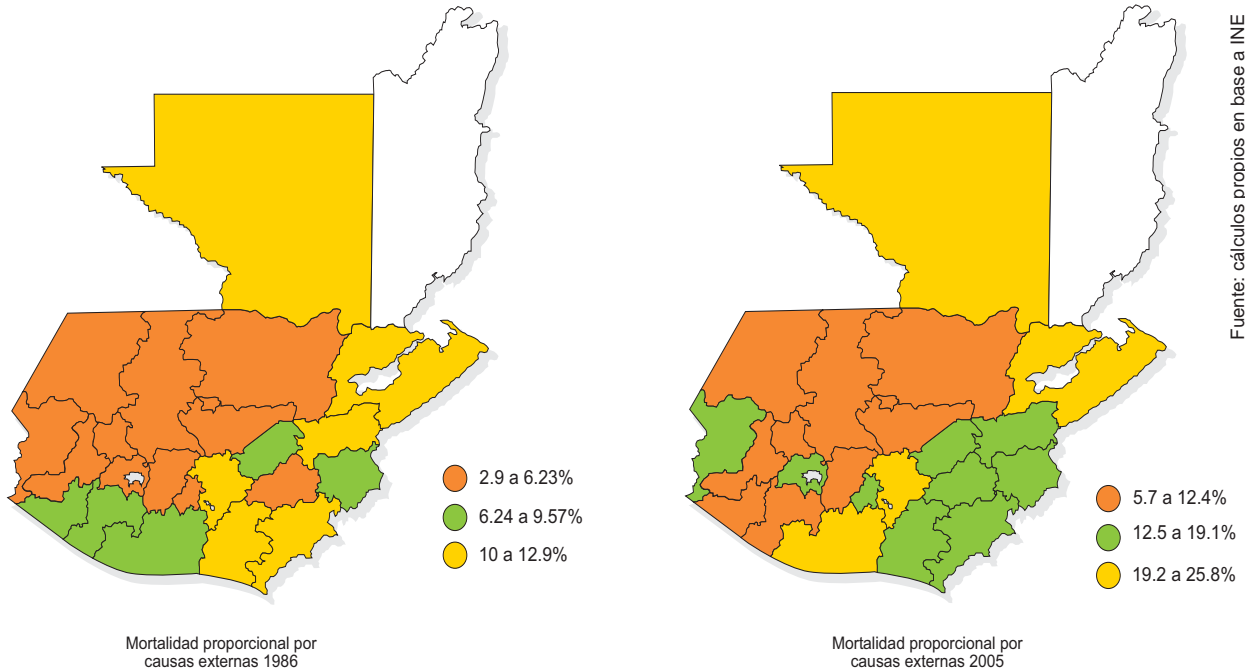 2.9 a 6.23%
6.24 a 9.57%
10 a 12.9%
Mortalidad proporcional por
causas externas 1986
5.7 a 12.4%
12.5 a 19.1%
19.2 a 25.8%
Mortalidad proporcional por
causas externas 2005
Fuente: cálculos propios en base a INE